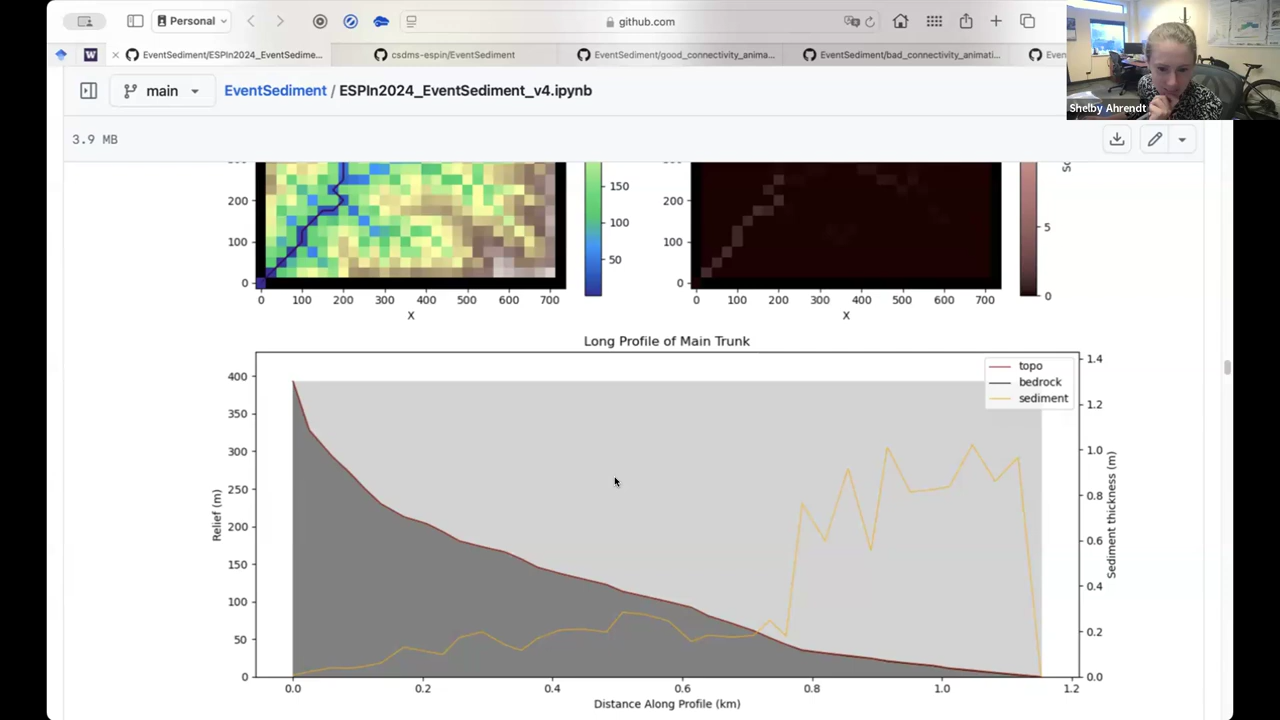 Personal
github.com
W
EventSediment/ESPIn2024_EventSedime...
csdms-espin/EventSediment
EventSediment/good_connectivity_anima...
EventSediment/bad_connectivity_animati...
Shelby Ahrendt
main
EventSediment / ESPIn2024_EventSediment_v4.ipynb
3.9 MB
200
100
0
0 100 200 300 400 500 600 700
X
150
100
50
200
100
0
0 100 200 300 400 500 600 700
X
5
0
Long Profile of Main Trunk
topo
bedrock
sediment
Relief (m)
400
350
300
250
200
150
100
50
0
0.0 0.2 0.4 0.6 0.8 1.0 1.2
Distance Along Profile (km)
1.4
1.2
1.0
0.8
0.6
0.4
0.2
0.0
Sediment thickness (m)